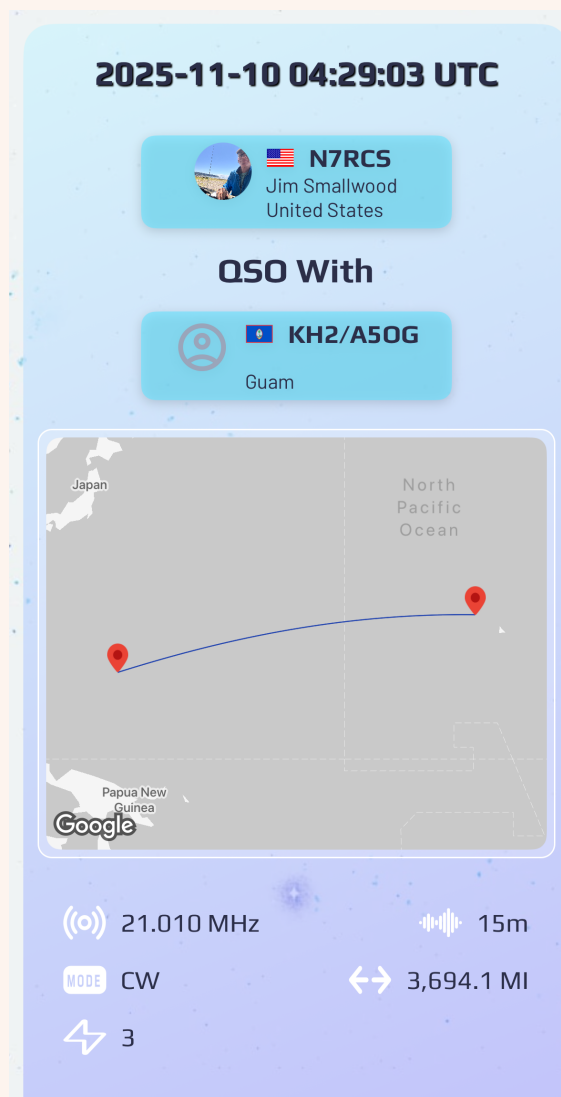 2025-11-10 04:29:03 UTC
N7RCS
Jim Smallwood
United States
QSO With
KH2/A5OG
Guam
Japan
North
Pacific
Ocean
Papua New
Guinea
Google
21.010 MHz
15m
MODE
CW
3,694.1 MI
3